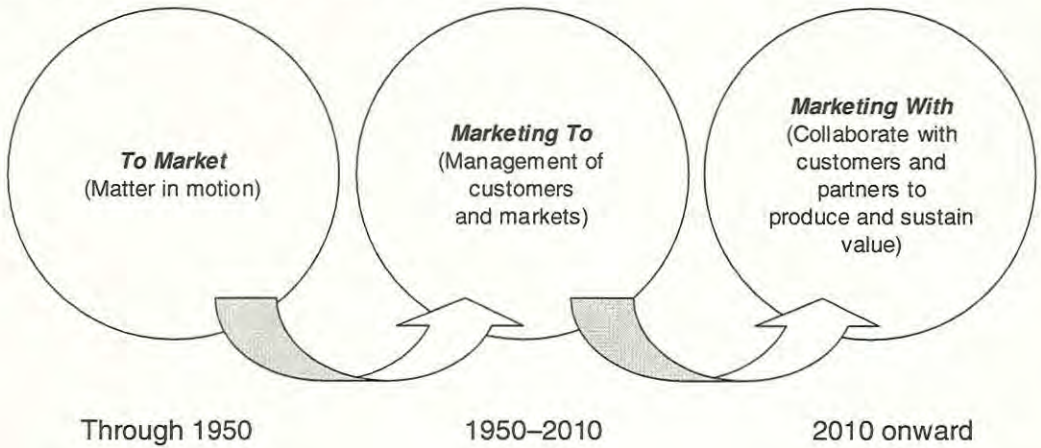 To Market
(Matter in motion)
Marketing To
(Management of
customers
and markets)
Marketing With
(Collaborate with
customers and
partners to
produce and sustain
value)
Through 1950
1950–2010
2010 onward